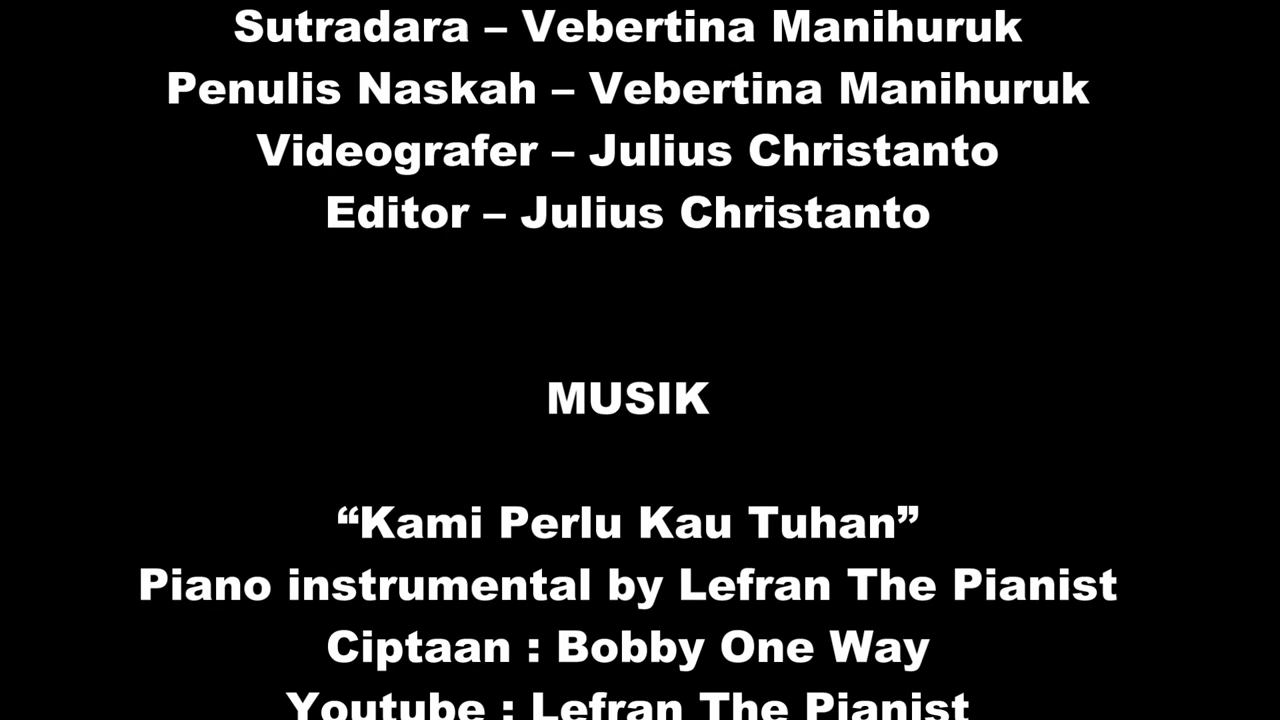 Sutradara – Vebertina Manihuruk
Penulis Naskah – Vebertina Manihuruk
Videografer – Julius Christanto
Editor – Julius Christanto
MUSIK
“Kami Perlu Kau Tuhan”
Piano instrumental by Lefran The Pianist
Ciptaan : Bobby One Way
Youtube : Lefran The Pianist